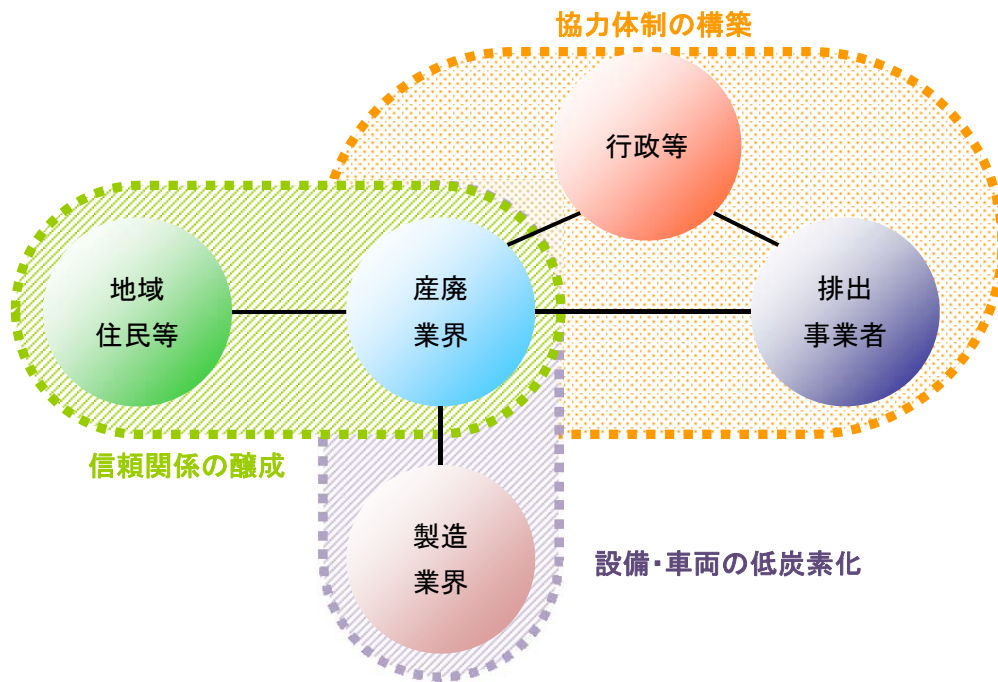 協力体制の構築
行政等
地域
住民等
産廃
業界
排出
事業者
信頼関係の醸成
製造
業界
設備・車両の低炭素化